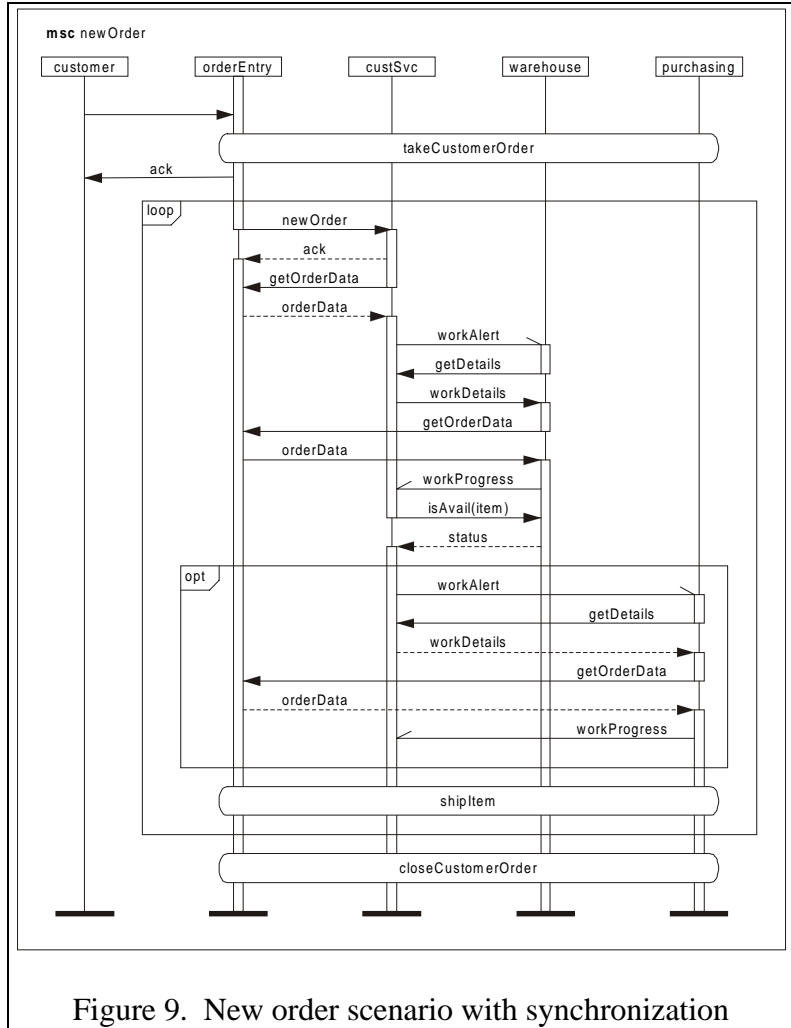 msc newOrder
customer orderEntry custSvc warehouse purchasing
takeCustomerOrder
ack
loop
newOrder
ack
getOrderData
orderData
workAlert
getDetails
workDetails
getOrderData
orderData
workProgress
isAvail(item)
status
opt
workAlert
getDetails
workDetails
getOrderData
orderData
workProgress
shipItem
closeCustomerOrder
Figure 9. New order scenario with synchronization